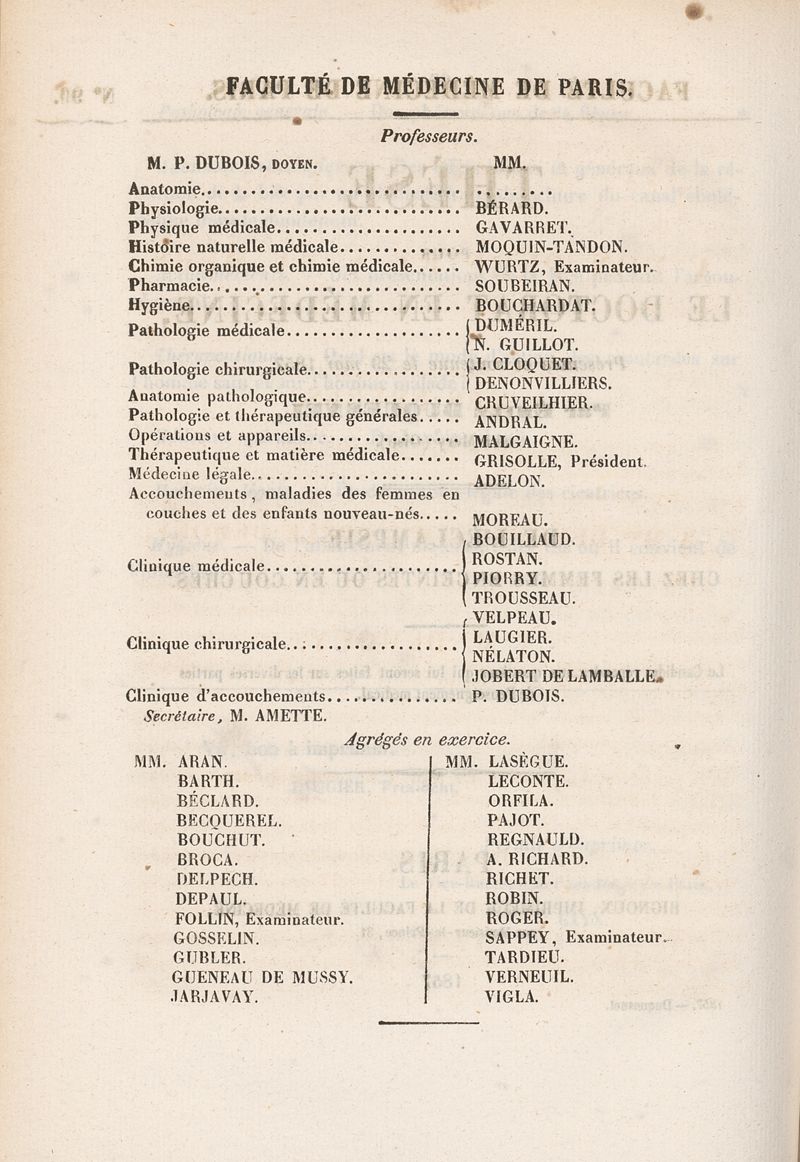 FACULTÉ DE MÉDECINE DE PARIS.
Professeurs.
M. P. DUBOIS, DOYEN. MM.
Anatomie.............................. .........
Physiologie........................... BÉRARD.
Physique médicale..................... GAVARRET.
Histoire naturelle médicale............... MOQUIN-TANDON.
Chimie organique et chimie médicale...... WURTZ, Examinateur.
Pharmacie............................. SOUBEIRAN.
Hygiène............................... BOUCHARDAT.
Pathologie médicale..................... { DUMÉRIL.
N. GUILLOT.
Pathologie chirurgicale................... { J. CLOQUET.
DENONVILLIERS.
Anatomie pathologique................... CRUVEILHIER.
Pathologie et thérapeutique générales..... ANDRAL.
Opérations et appareils.................. MALGAIGNE.
Thérapeutique et matière médicale....... GRISOLLE, Président.
Médecine légale......................... ADELON.
Accouchements, maladies des femmes en
couches et des enfants nouveau-nés..... MOREAU.
BOUILLAUD.
Clinique médicale....................... { ROSTAN.
PIORRY.
TROUSSEAU.
VELPEAU.
Clinique chirurgicale.................... { LAUGIER.
NÉLATON.
JOBERT DE LAMBALLE.
Clinique d'accouchements................ P. DUBOIS.
Secrétaire, M. AMETTE.
Agrégés en exercice.
MM. ARAN.
BARTH.
BÉCLARD.
BECQUEREL.
BOUCHUT.
BROCA.
DELPECH.
DEPAUL.
FOLLIN, Examinateur.
GOSSELIN.
GUBLER.
GUENEAU DE MUSSY.
JARJAVAY.
MM. LASÈGUE.
LECONTE.
ORFILA.
PAJOT.
REGNAULD.
A. RICHARD.
RICHET.
ROBIN.
ROGER.
SAPPEY, Examinateur.
TARDIEU.
VERNEUIL.
VIGLA.